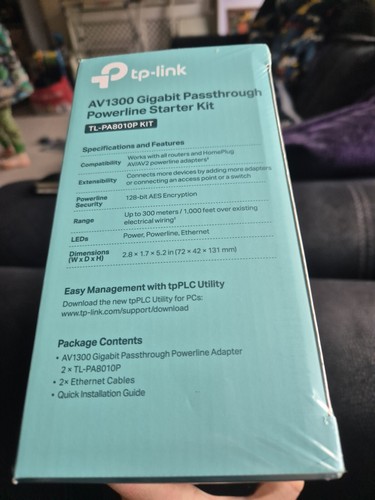 tp-link
AV1300 Gigabit Passthrough
Powerline Starter Kit
TL-PA8010P KIT
Specifications and Features
Compatibility
Works with all routers and HomePlug
AV/AV2 powerline adapters¹
Extensibility
Connects more devices by adding more adapters
or connecting an access point or a switch
Powerline
Security
128-bit AES Encryption
Range
Up to 300 meters / 1,000 feet over existing
electrical wiring¹
LEDs
Power, Powerline, Ethernet
Dimensions
(W x D x H)
2.8 × 1.7 × 5.2 in (72 × 42 × 131 mm)
Easy Management with tpPLC Utility
Download the new tpPLC Utility for PCs:
www.tp-link.com/support/download
Package Contents
• AV1300 Gigabit Passthrough Powerline Adapter
2 × TL-PA8010P
• 2× Ethernet Cables
• Quick Installation Guide